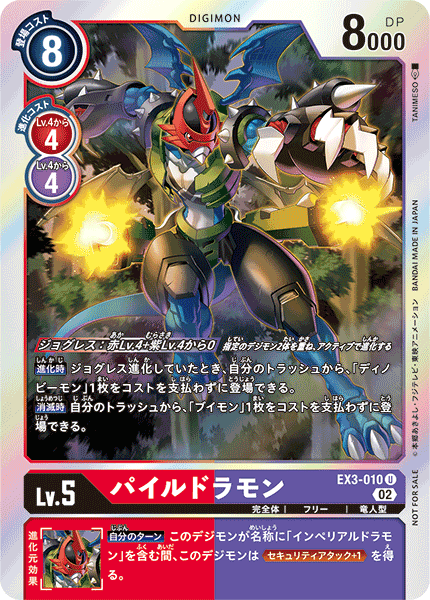 登場コスト
8
DIGIMON
8000
DP
進化コスト
Lv.4から
4
Lv.4から
4
TANIMESO
©本郷あきよし・フジテレビ・東映アニメーション BANDAI MADE IN JAPAN
NOT FOR SALE
ジョグレス:赤Lv.4+紫Lv.4から0 指定のデジモン2体を重ね、アクティブで進化する
進化時 ジョグレス進化していたとき、自分のトラッシュから、「ディノ
ビーモン」1枚をコストを支払わずに登場できる。
消滅時 自分のトラッシュから、「ブイモン」1枚をコストを支払わずに登
場できる。
Lv.5
パイルドラモン
EX3-010 U
02
完全体
フリー
竜人型
進化元効果
自分のターン このデジモンが名称に「インペリアルドラモ
ン」を含む間、このデジモンは セキュリティアタック+1 を得
る。